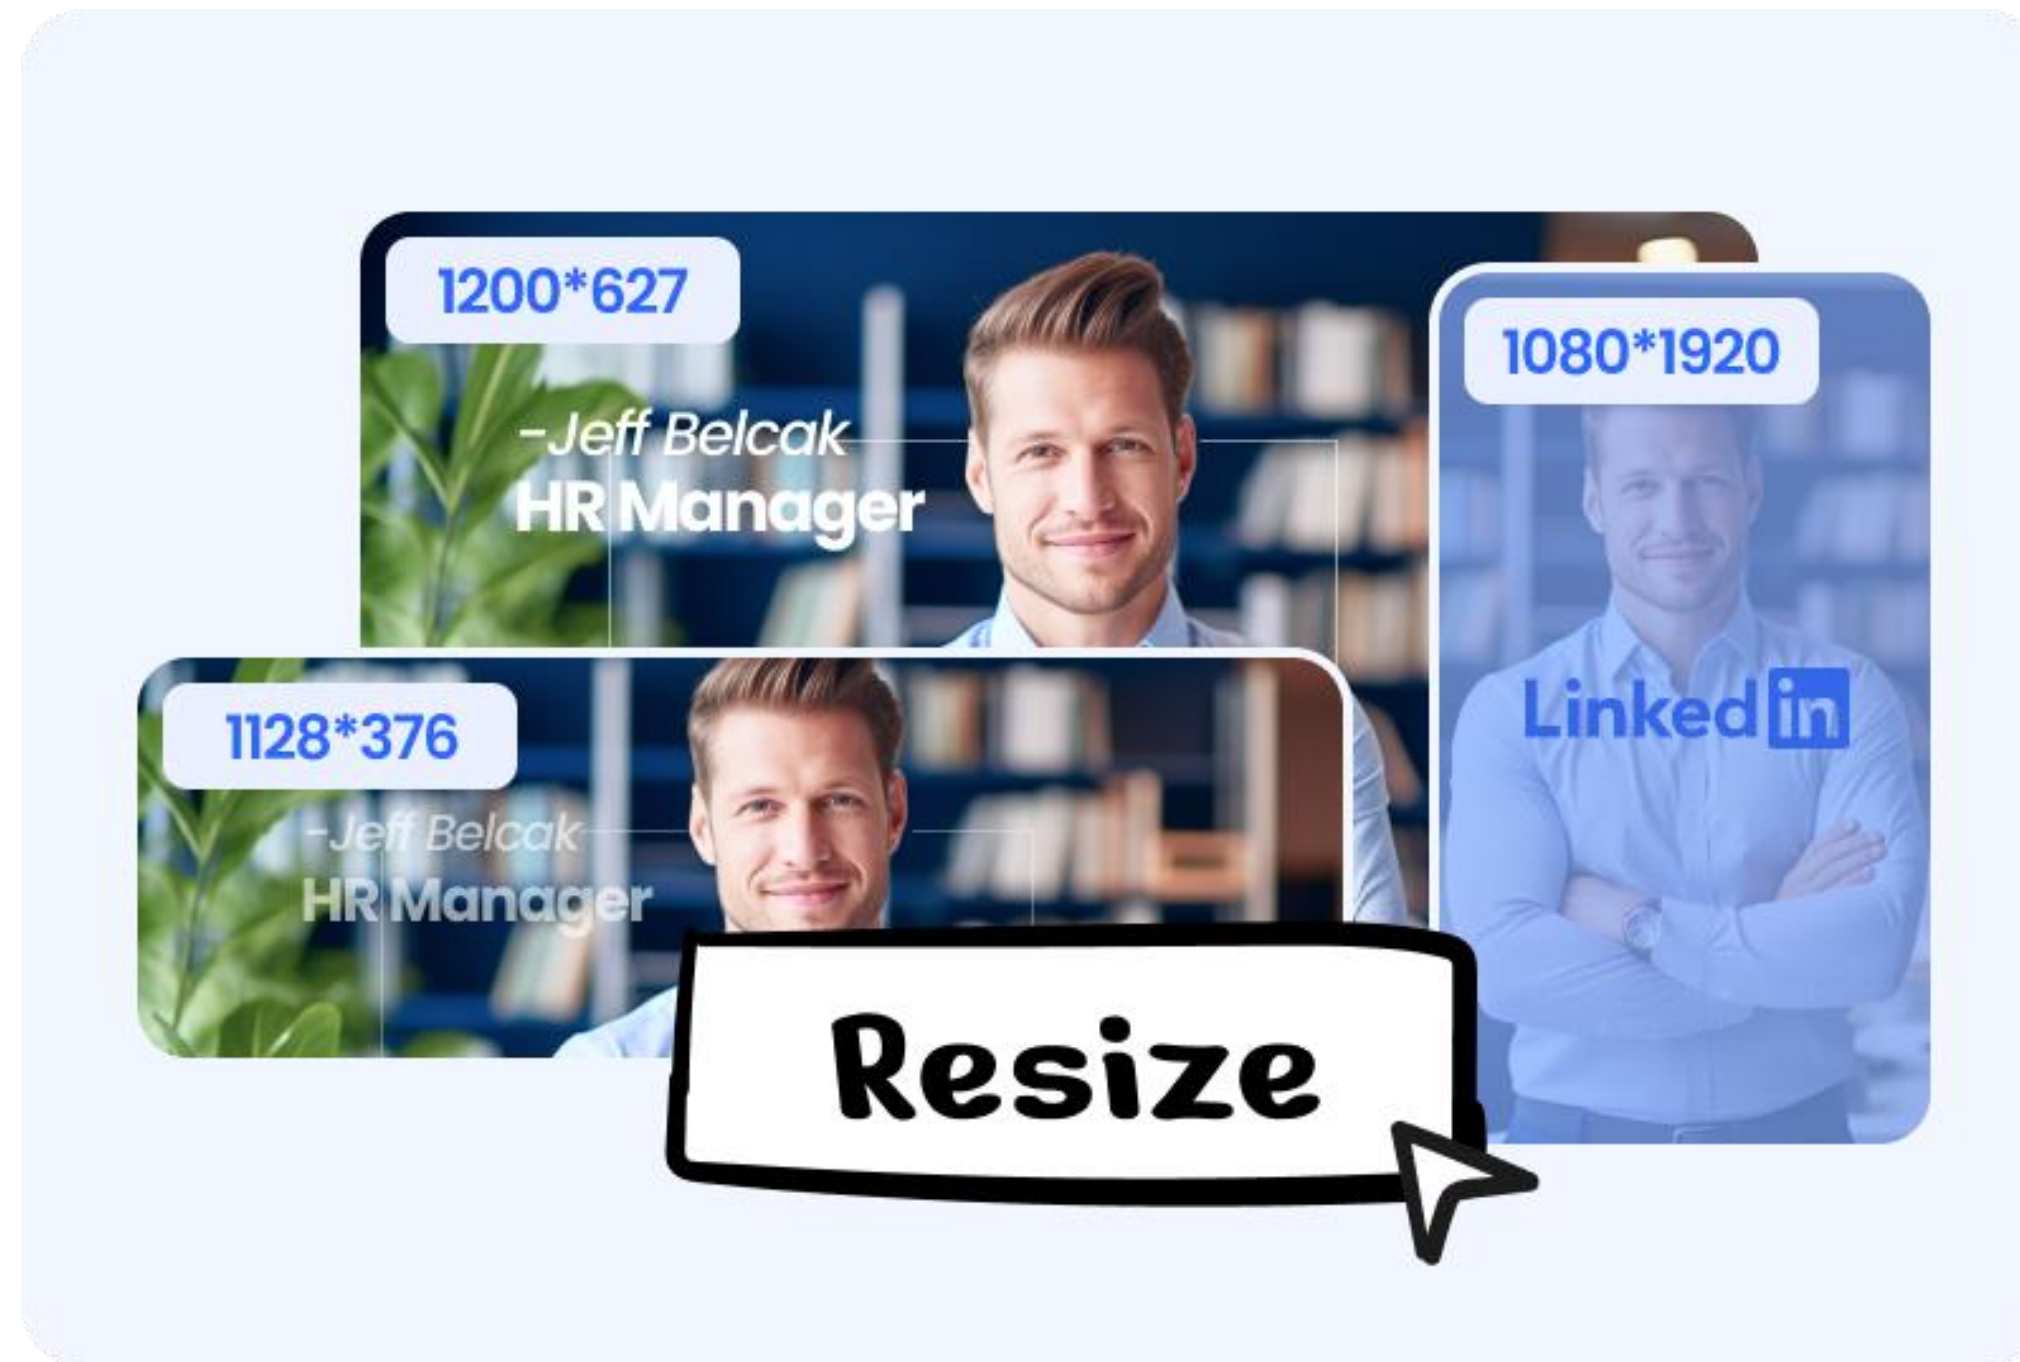 1200*627
-Jeff Belcak
HR Manager
1080*1920
Linkedin
1128*376
-Jeff Belcak
HR Manager
Resize